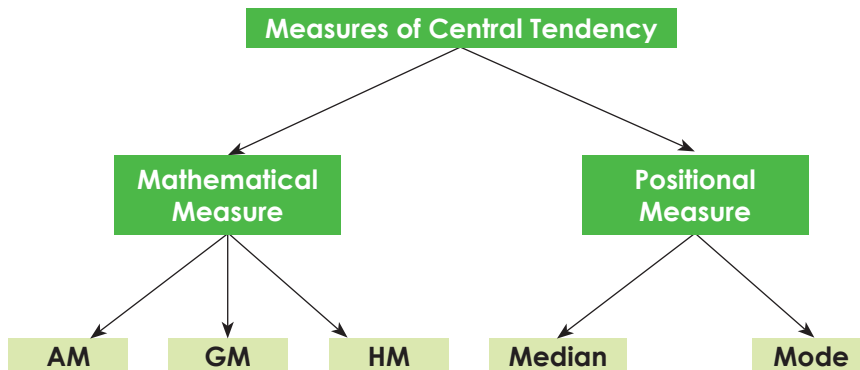 Measures of Central Tendency
Mathematical
Measure
Positional
Measure
AM
GM
HM
Median
Mode